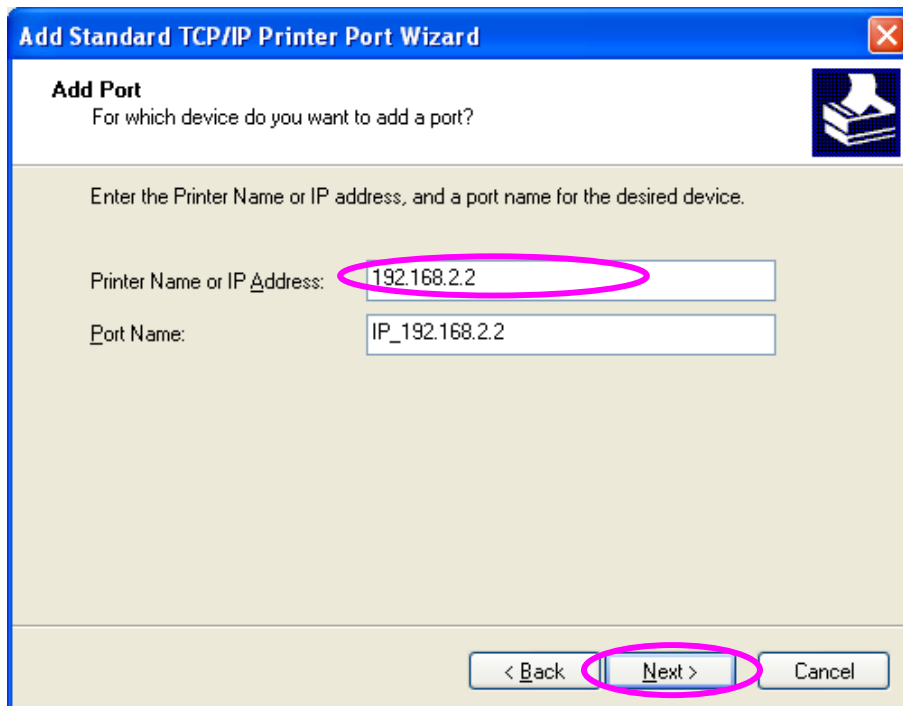 Add Standard TCP/IP Printer Port Wizard
Add Port
For which device do you want to add a port?
Enter the Printer Name or IP address, and a port name for the desired device.
Printer Name or IP Address: 192.168.2.2
Port Name: IP_192.168.2.2
< Back Next > Cancel